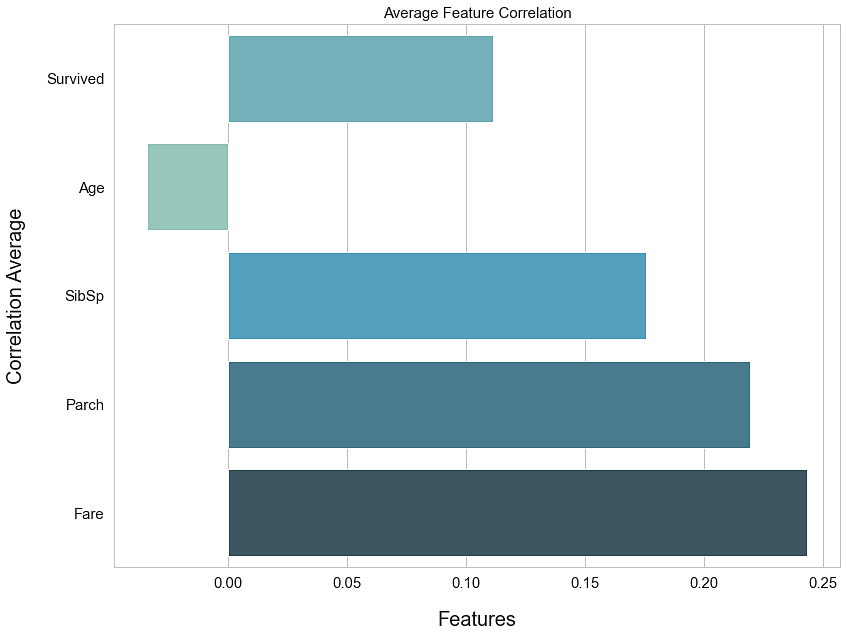 Average Feature Correlation
Correlation Average
Survived
Age
SibSp
Parch
Fare
0.00 0.05 0.10 0.15 0.20 0.25
Features